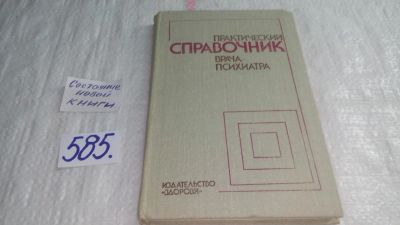 Состояние
новой
книги
585.
ПРАКТИЧЕСКИЙ
СПРАВОЧНИК
ВРАЧА-
ПСИХИАТРА
ИЗДАТЕЛЬСТВО
«ЗДОРОВ'Я»